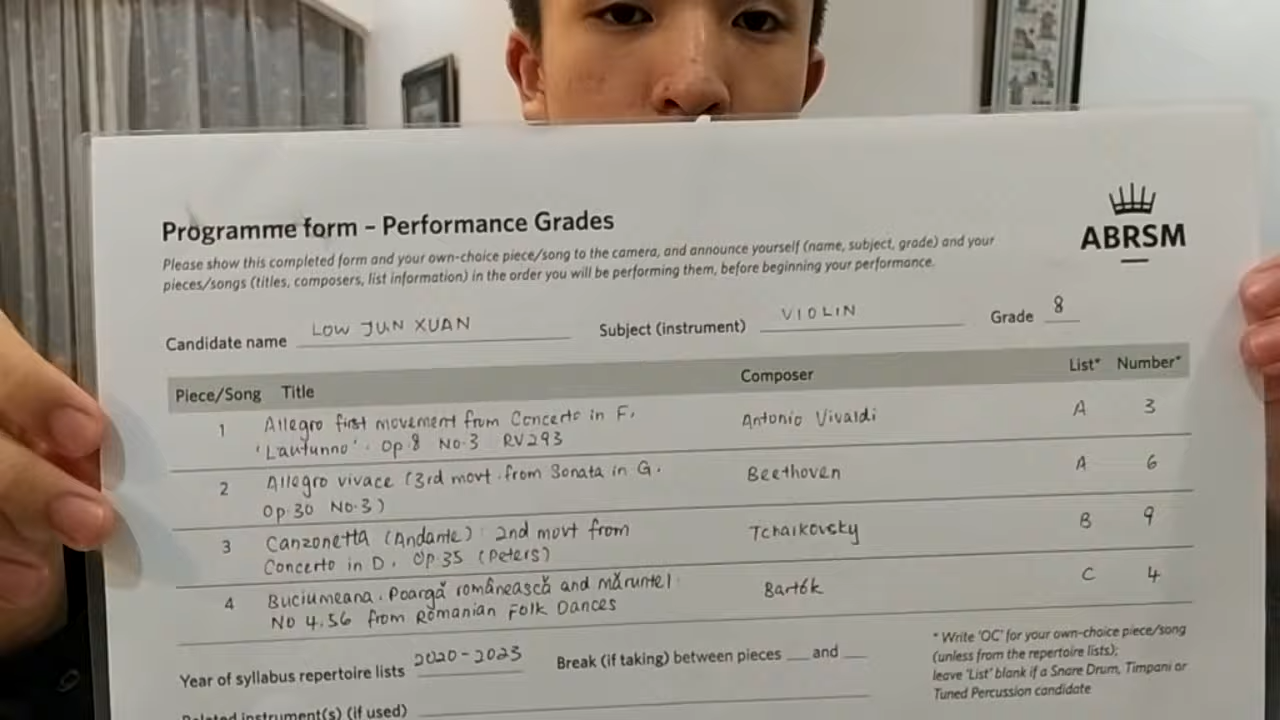 Programme form – Performance Grades
ABRSM
Please show this completed form and your own-choice piece/song to the camera, and announce yourself (name, subject, grade) and your
pieces/songs (titles, composers, list information) in the order you will be performing them, before beginning your performance.
Candidate name LOW JUN XUAN Subject (instrument) VIOLIN Grade 8
Piece/Song Title Composer List* Number*
1 Allegro first movement from Concerto in F, Antonio Vivaldi A 3
'Lautunno'. Op.8 No.3 RV293
2 Allegro vivace (3rd movt. from Sonata in G. Beethoven A 6
Op.30 No.3)
3 Canzonetta (Andante): 2nd movt from Tchaikovsky B 9
Concerto in D, Op.35 (Peters)
4 Buciumeana. Poargă românească and măruntel: Bartók C 4
No 4.56 from Romanian Folk Dances
Year of syllabus repertoire lists 2020-2023 Break (if taking) between pieces __ and __
* Write 'OC' for your own-choice piece/song
(unless from the repertoire lists);
leave 'List' blank if a Snare Drum, Timpani or
Tuned Percussion candidate
Related instrument(s) (if used)